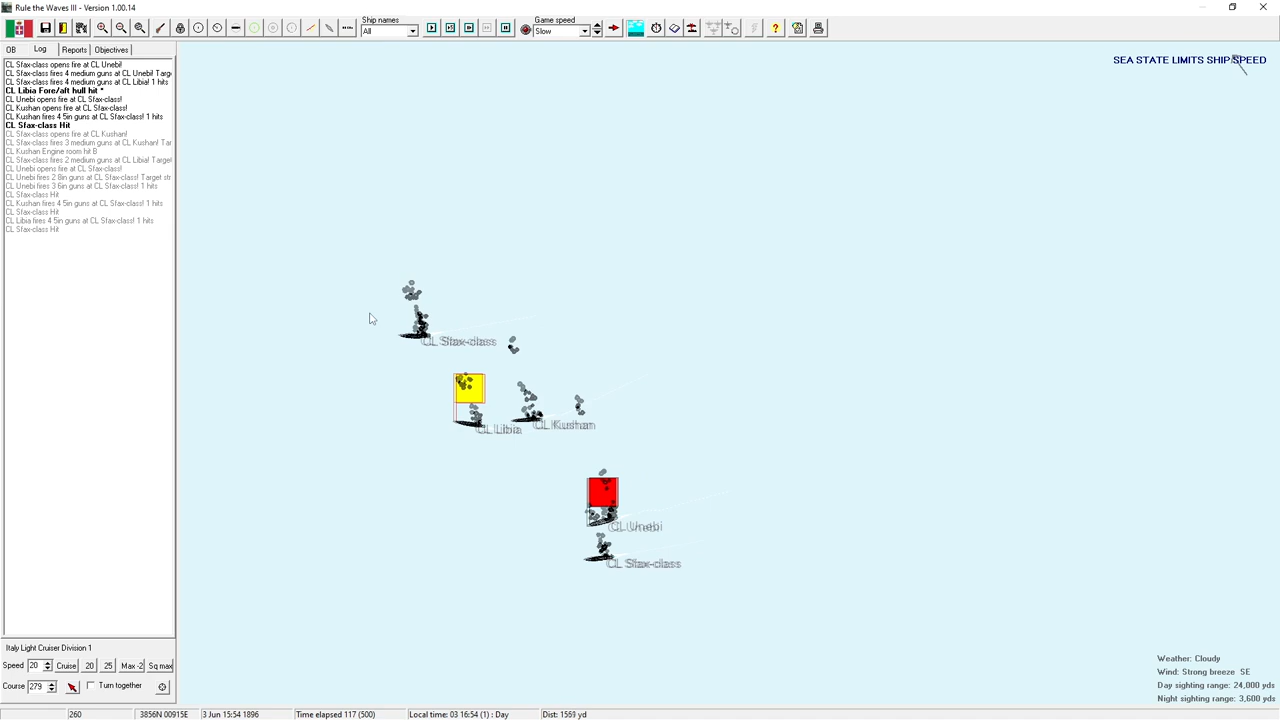 Rule the Waves III - Version 1.00.14
Ship names
All
Game speed
Slow
OB Log Reports Objectives
CL Sfax-class opens fire at CL Unebi!
CL Sfax-class fires 4 medium guns at CL Unebi! Targ
CL Sfax-class fires 4 medium guns at CL Libia! 1 hits
CL Libia Fore/aft hull hit *
CL Unebi opens fire at CL Sfax-class!
CL Kushan opens fire at CL Sfax-class!
CL Kushan fires 4 5in guns at CL Sfax-class! 1 hits
CL Sfax-class Hit
CL Sfax-class opens fire at CL Kushan!
CL Sfax-class fires 3 medium guns at CL Kushan! Tar
CL Kushan Engine room hit B
CL Sfax-class fires 2 medium guns at CL Libia! Target
CL Unebi opens fire at CL Sfax-class!
CL Unebi fires 2 8in guns at CL Sfax-class! Target str
CL Unebi fires 3 6in guns at CL Sfax-class! 1 hits
CL Sfax-class Hit
CL Kushan fires 4 5in guns at CL Sfax-class! 1 hits
CL Sfax-class Hit
CL Libia fires 4 5in guns at CL Sfax-class! 1 hits
CL Sfax-class Hit
SEA STATE LIMITS SHIP SPEED
CL Sfax-class
CL Libia
CL Kushan
CL Unebi
CL Sfax-class
Italy Light Cruiser Division 1
Speed 20 Cruise 20 25 Max -2 Sq max
Course 279 Turn together
Weather: Cloudy
Wind: Strong breeze SE
Day sighting range: 24,000 yds
Night sighting range: 3,600 yds
260 3856N 00915E 3 Jun 15:54 1896 Time elapsed 117 (500) Local time: 03 16:54 (1) : Day Dist: 1559 yd